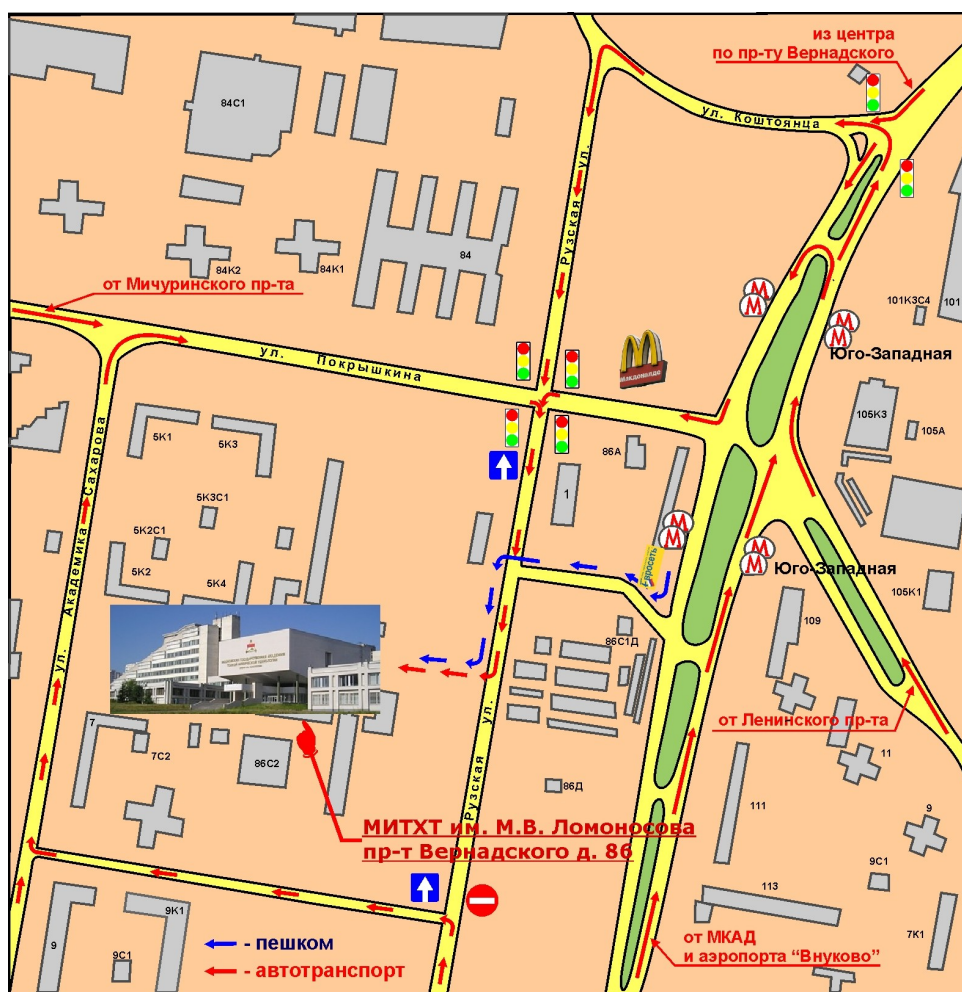 из центра
по пр-ту Вернадского
ул. Коштоянца
84С1
Рузская ул.
84
84К2
84К1
от Мичуринского пр-та
ул. Покрышкина
Макдоналдс
М
М
М
М
Юго-Западная
101К3С4
101
105К3
105А
5К1
5К3
86А
1
ул. Академика Сахарова
5К3С1
5К2С1
5К2
5К4
М
М
Евросеть
М
М
Юго-Западная
105К1
109
86С1Д
от Ленинского пр-та
7
7С2
86С2
Рузская ул.
86Д
11
111
9
МИТХТ им. М.В. Ломоносова
пр-т Вернадского д. 86
9С1
113
9К1
9
9С1
7К1
- пешком
- автотранспорт
от МКАД
и аэропорта “Внуково”